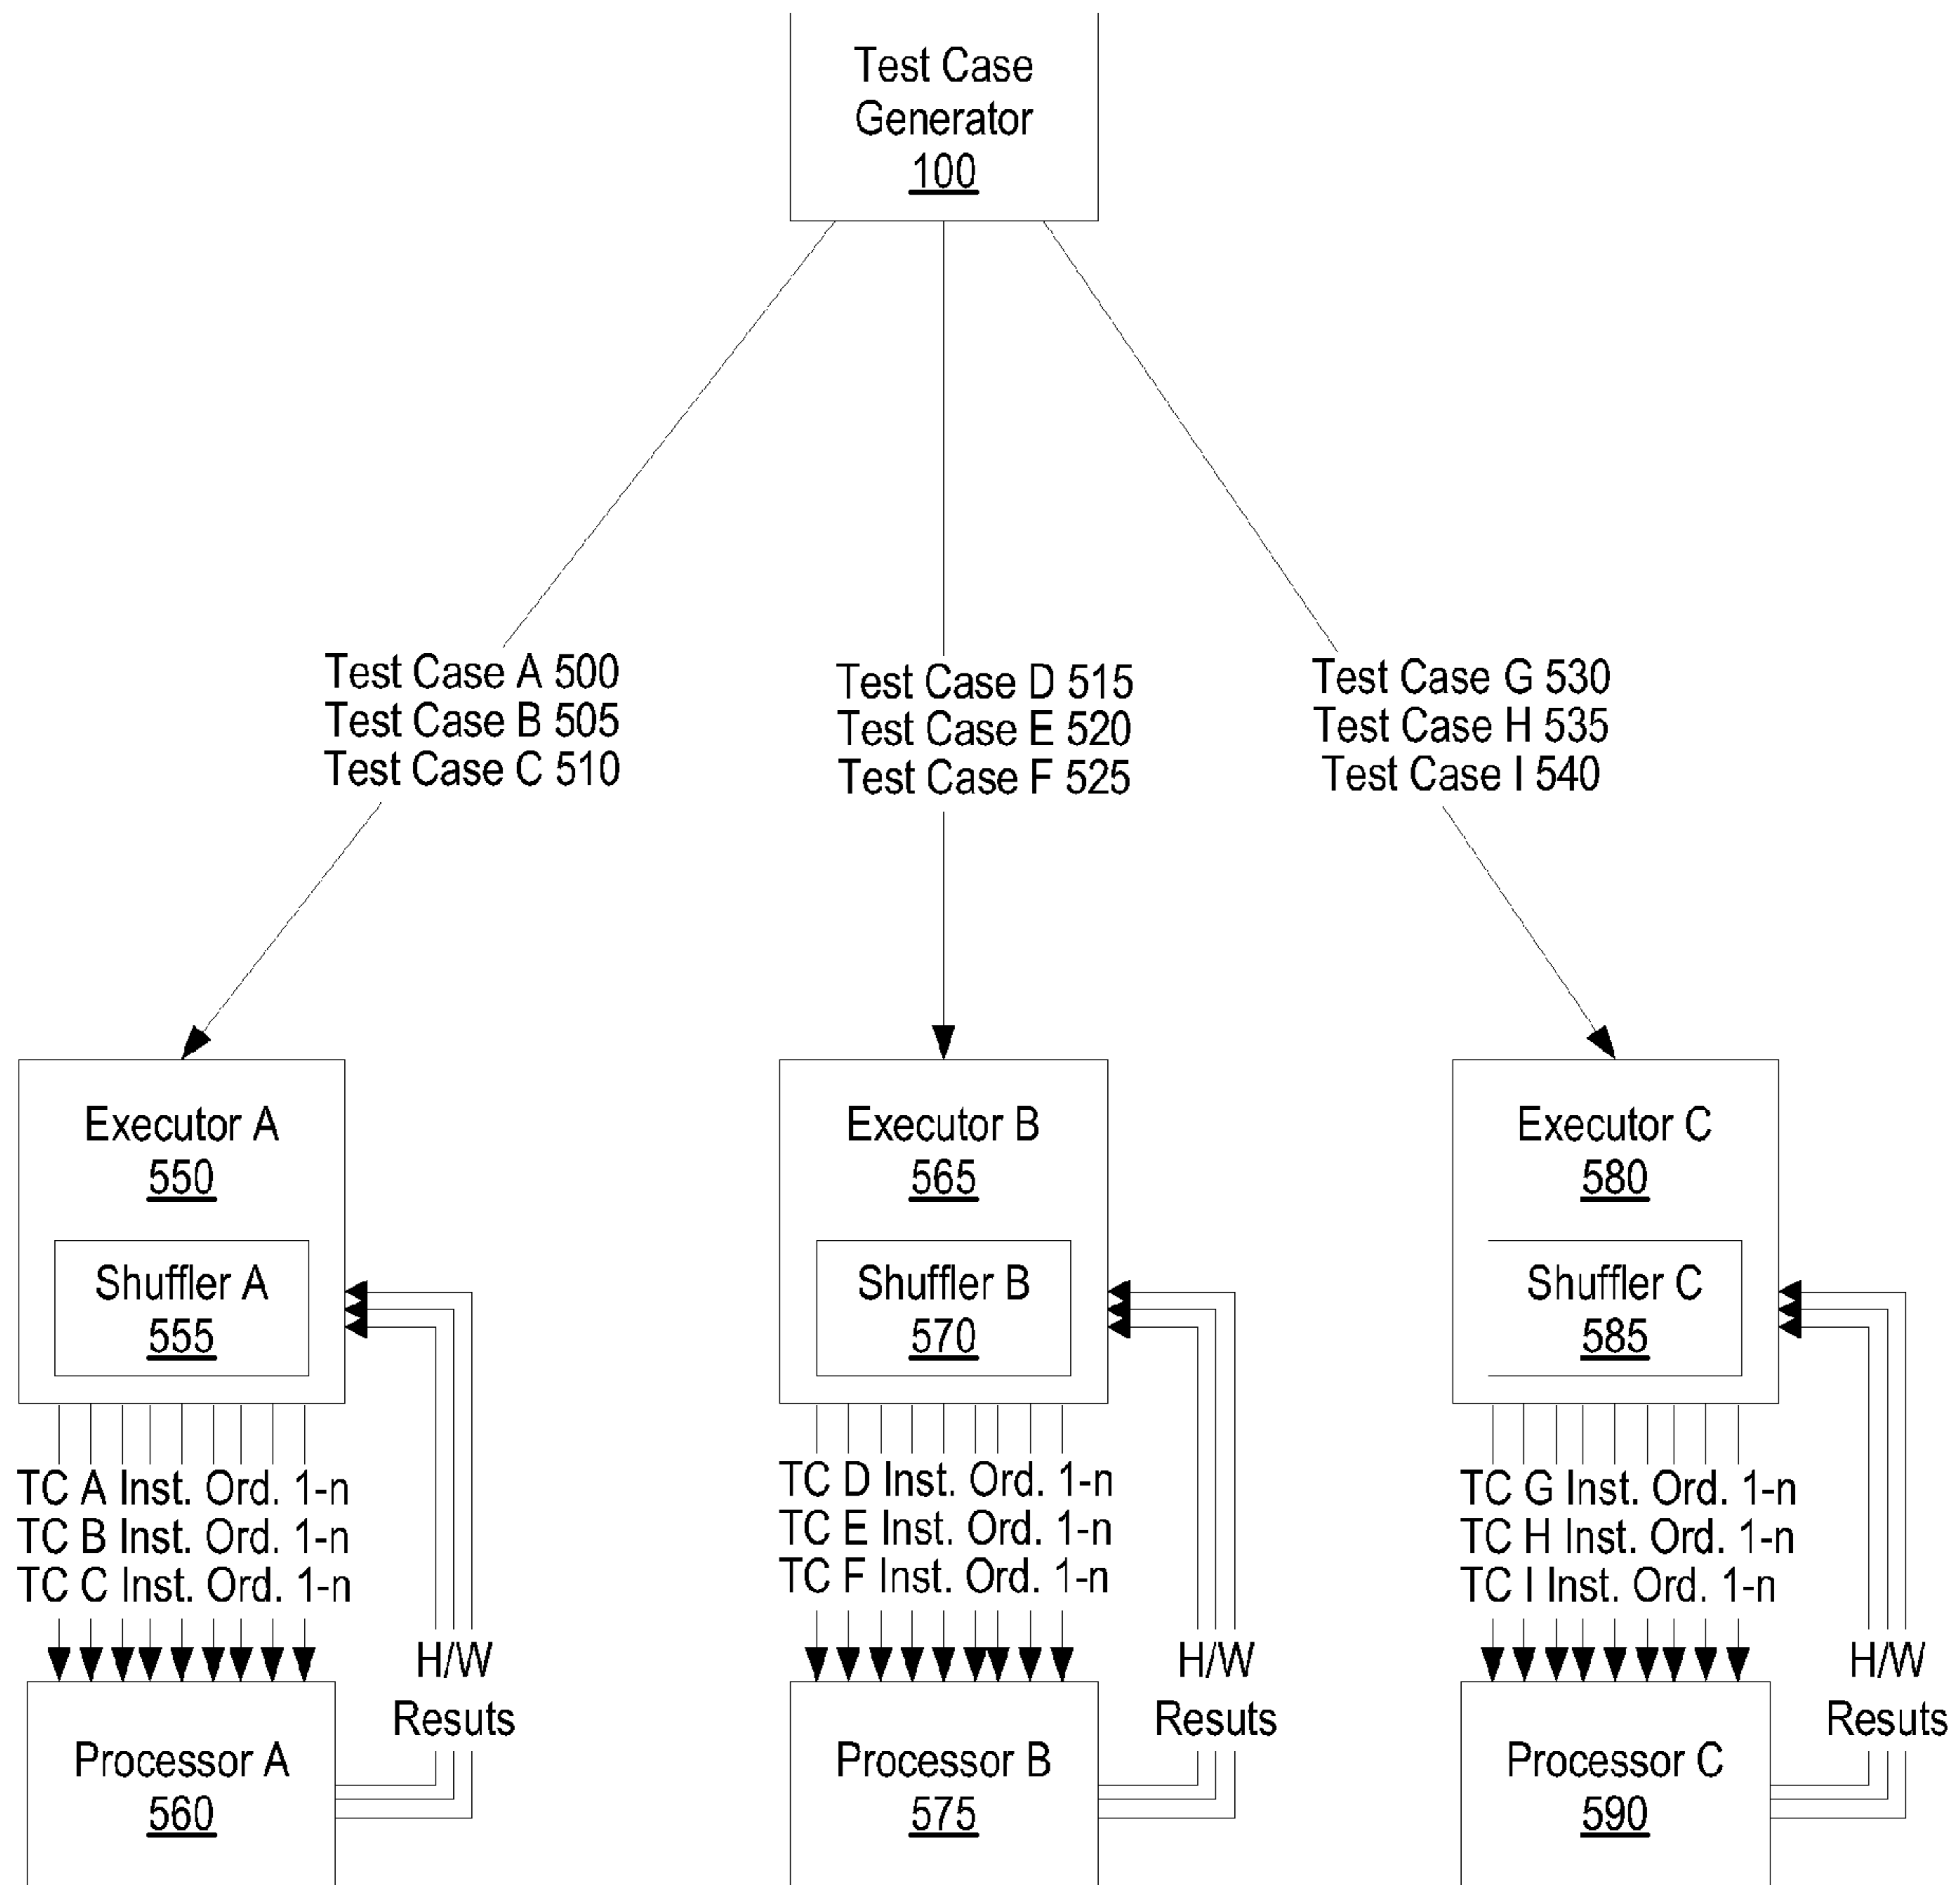 Test Case
Generator
100
Test Case A 500
Test Case B 505
Test Case C 510
Test Case D 515
Test Case E 520
Test Case F 525
Test Case G 530
Test Case H 535
Test Case I 540
Executor A
550
Shuffler A
555
Executor B
565
Shuffler B
570
Executor C
580
Shuffler C
585
TC A Inst. Ord. 1-n
TC B Inst. Ord. 1-n
TC C Inst. Ord. 1-n
TC D Inst. Ord. 1-n
TC E Inst. Ord. 1-n
TC F Inst. Ord. 1-n
TC G Inst. Ord. 1-n
TC H Inst. Ord. 1-n
TC I Inst. Ord. 1-n
H/W
Resuts
H/W
Resuts
H/W
Resuts
Processor A
560
Processor B
575
Processor C
590